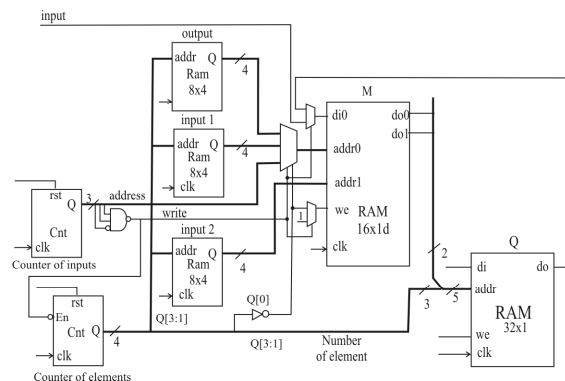 input
output
addr Q
Ram
8x4
4
input 1
addr Q
Ram
8x4
clk
4
M
di0
do0
do1
addr0
addr1
we
RAM
16x1d
clk
1
rst
Q
3
address
Cnt
clk
Counter of inputs
write
input 2
addr Q
Ram
8x4
clk
4
rst
En
Cnt Q
clk
4
Counter of elements
Q[3:1]
Q[0]
Q[3:1]
Number
of element
2
3
5
Q
di do
addr
RAM
32x1
we
clk